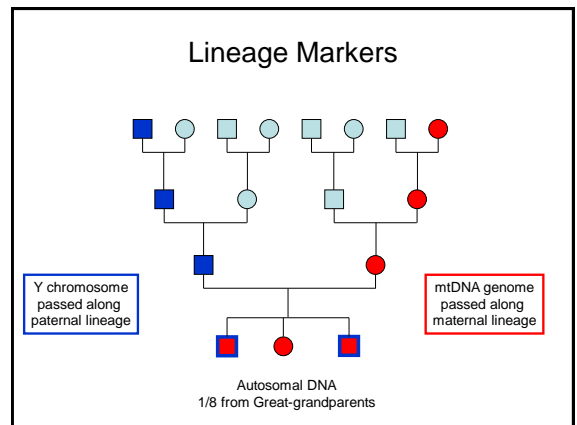 Lineage Markers
Y chromosome
passed along
paternal lineage
mtDNA genome
passed along
maternal lineage
Autosomal DNA
1/8 from Great-grandparents